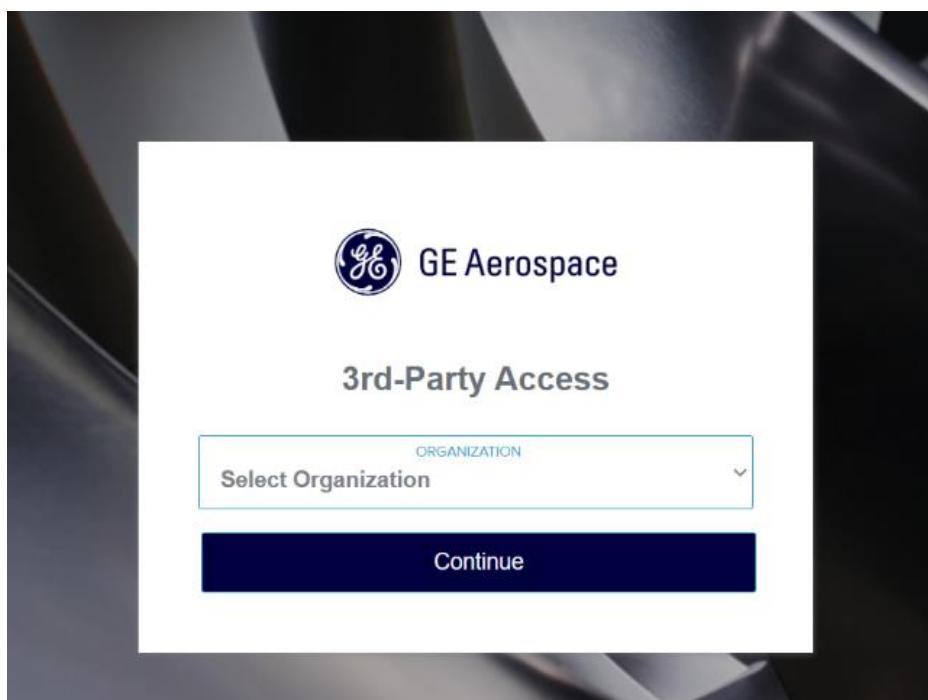 GE Aerospace
3rd-Party Access
ORGANIZATION
Select Organization
Continue